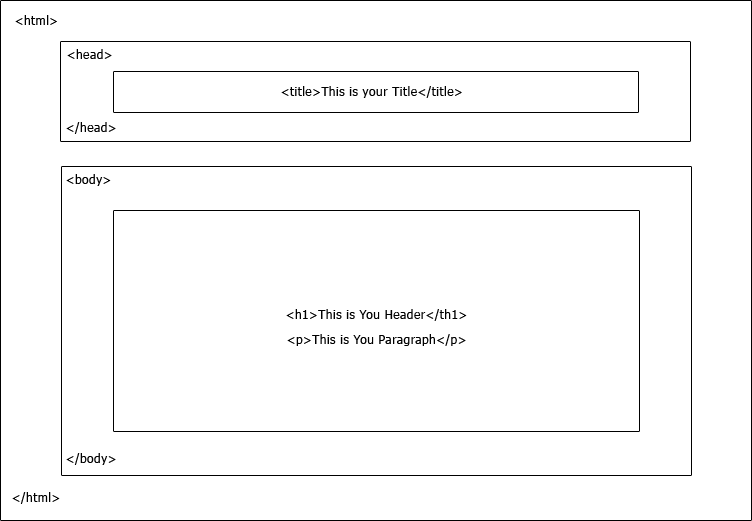 <html>
<head>
<title>This is your Title</title>
</head>
<body>
<h1>This is You Header</th1>
<p>This is You Paragraph</p>
</body>
</html>